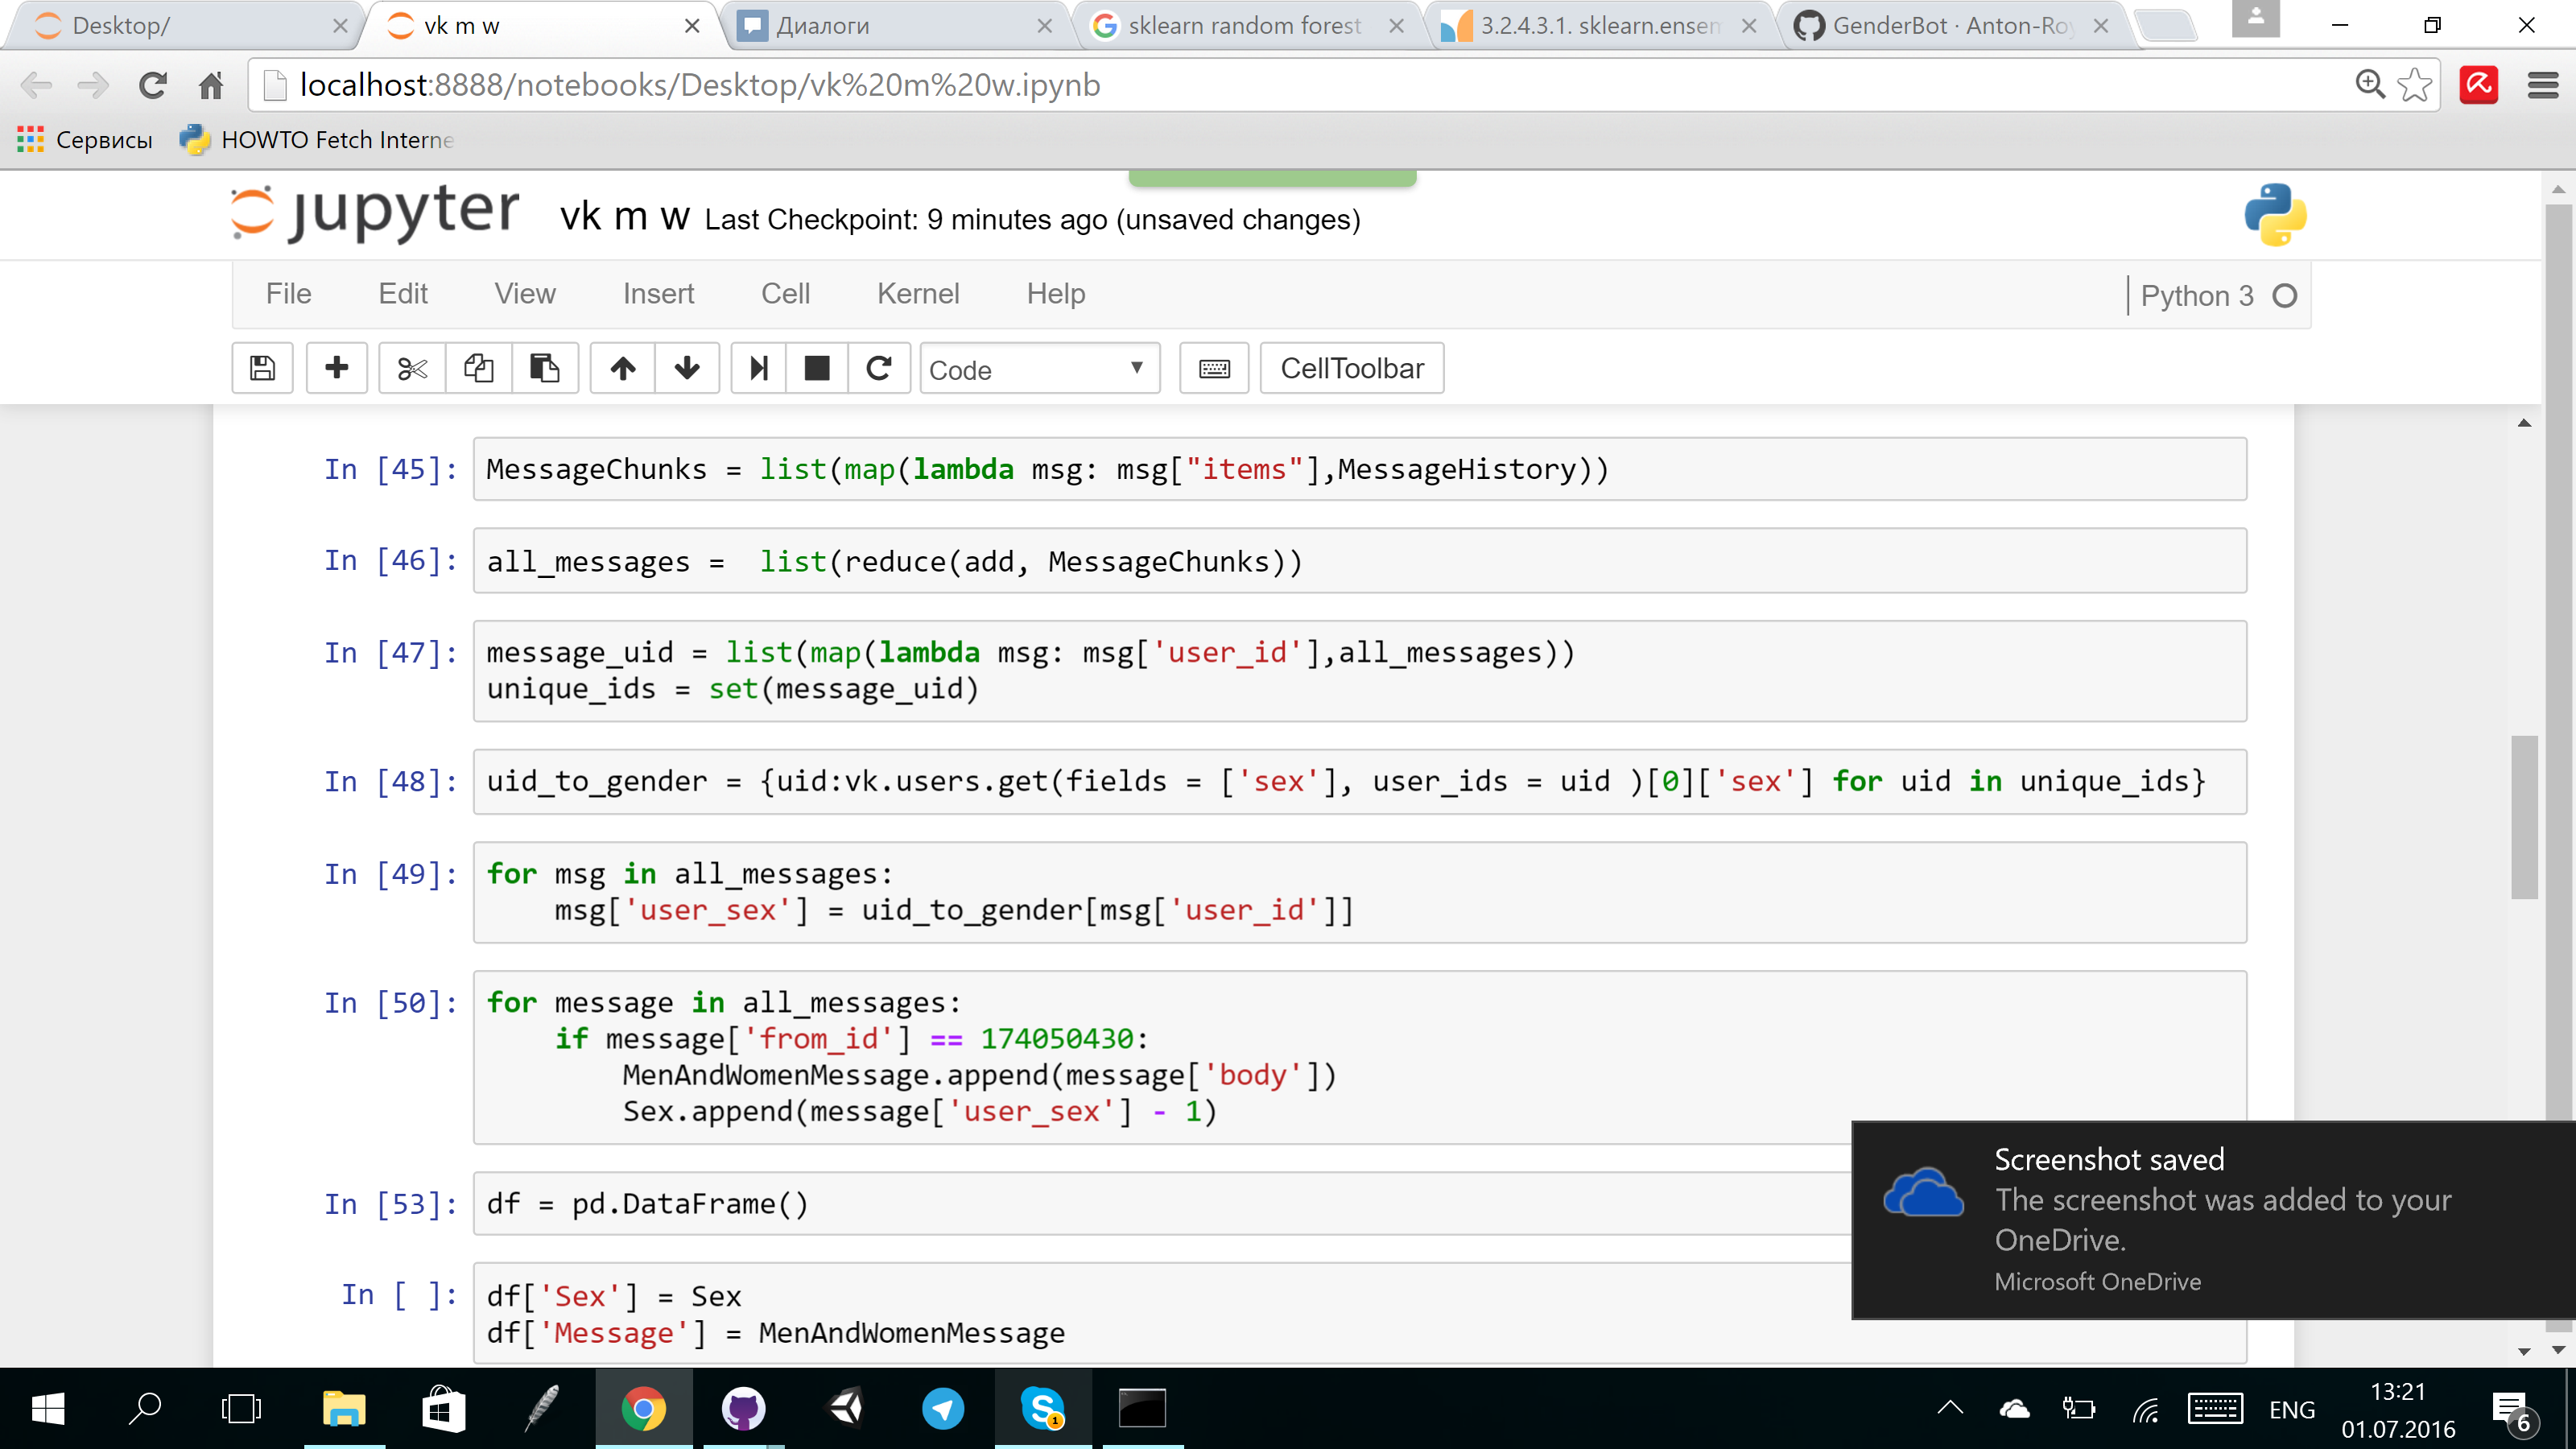 Desktop/
vk m w
Диалоги
sklearn random forest
3.2.4.3.1. sklearn.ensem
GenderBot · Anton-Roy
localhost:8888/notebooks/Desktop/vk%20m%20w.ipynb
Сервисы
HOWTO Fetch Interne
jupyter vk m w Last Checkpoint: 9 minutes ago (unsaved changes)
File Edit View Insert Cell Kernel Help
Python 3
Code
CellToolbar
In [45]: MessageChunks = list(map(lambda msg: msg["items"],MessageHistory))
In [46]: all_messages =  list(reduce(add, MessageChunks))
In [47]: message_uid = list(map(lambda msg: msg['user_id'],all_messages))
unique_ids = set(message_uid)
In [48]: uid_to_gender = {uid:vk.users.get(fields = ['sex'], user_ids = uid )[0]['sex'] for uid in unique_ids}
In [49]: for msg in all_messages:
    msg['user_sex'] = uid_to_gender[msg['user_id']]
In [50]: for message in all_messages:
    if message['from_id'] == 174050430:
        MenAndWomenMessage.append(message['body'])
        Sex.append(message['user_sex'] - 1)
In [53]: df = pd.DataFrame()
In [ ]: df['Sex'] = Sex
df['Message'] = MenAndWomenMessage
Screenshot saved
The screenshot was added to your
OneDrive.
Microsoft OneDrive
1
ENG
13:21
01.07.2016
6